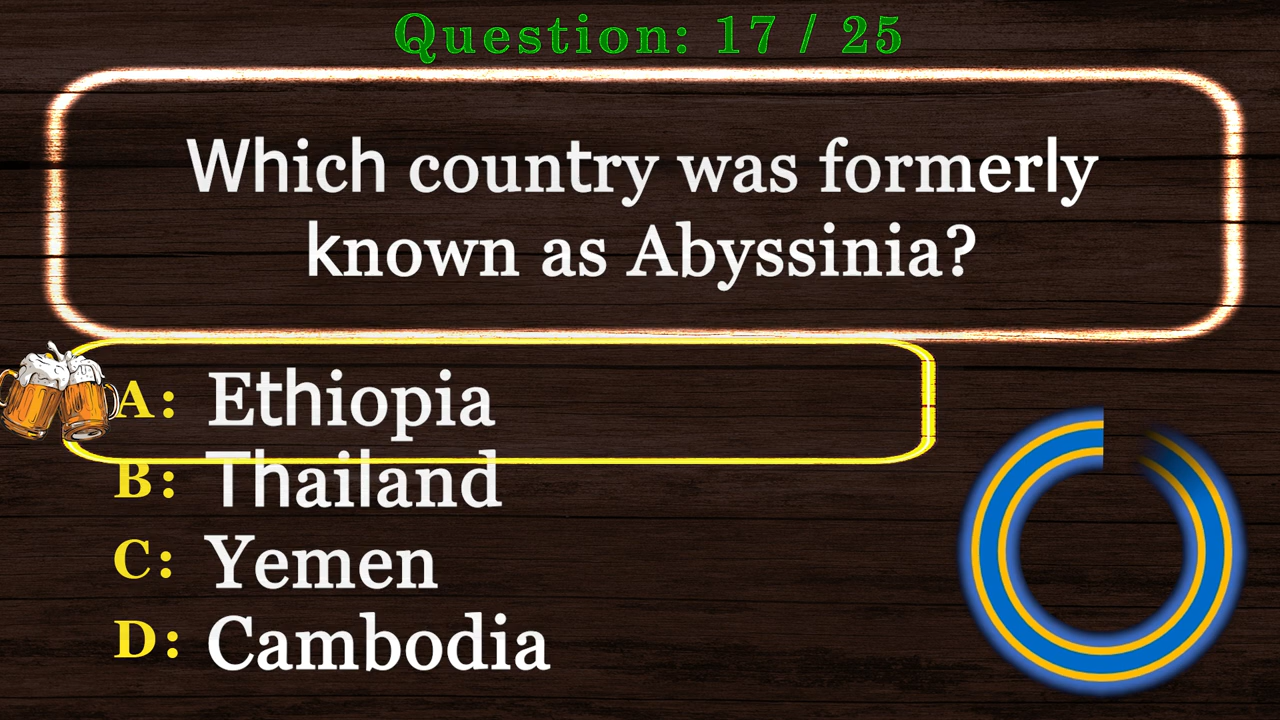 Question: 17 / 25
Which country was formerly
known as Abyssinia?
A: Ethiopia
B: Thailand
C: Yemen
D: Cambodia